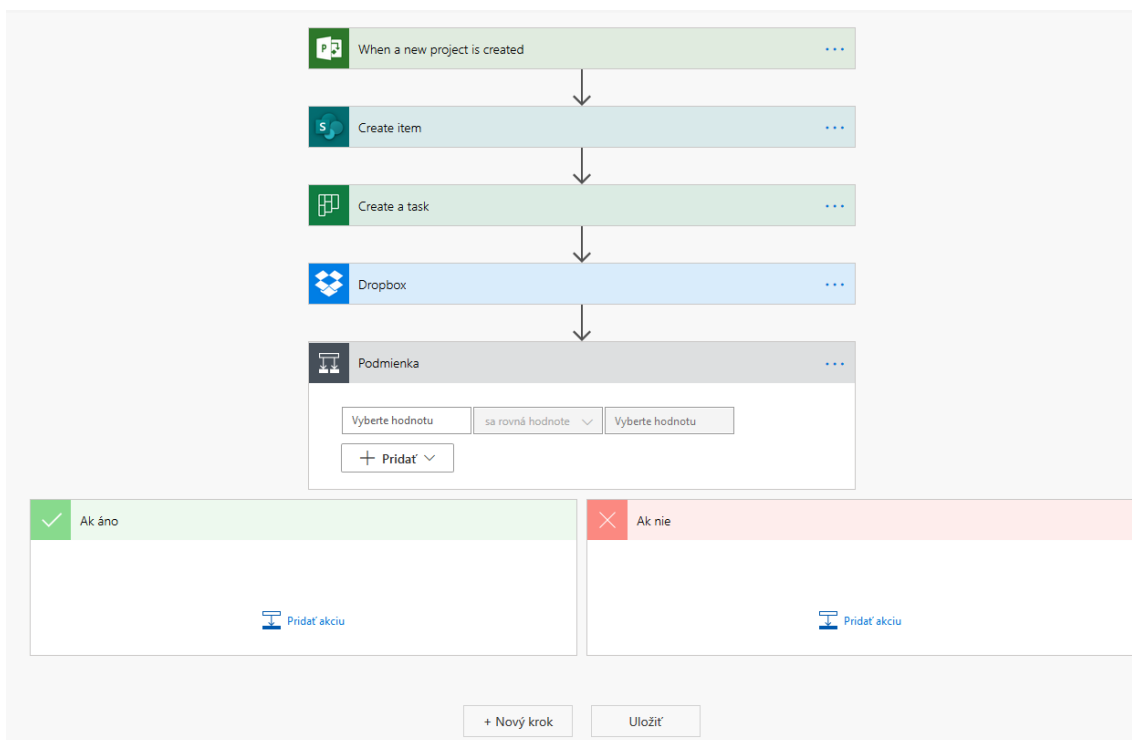 When a new project is created
Create item
Create a task
Dropbox
Podmienka
Vyberte hodnotu sa rovná hodnote Vyberte hodnotu
Pridať
Ak áno
Ak nie
Pridať akciu
Pridať akciu
+ Nový krok
Uložiť